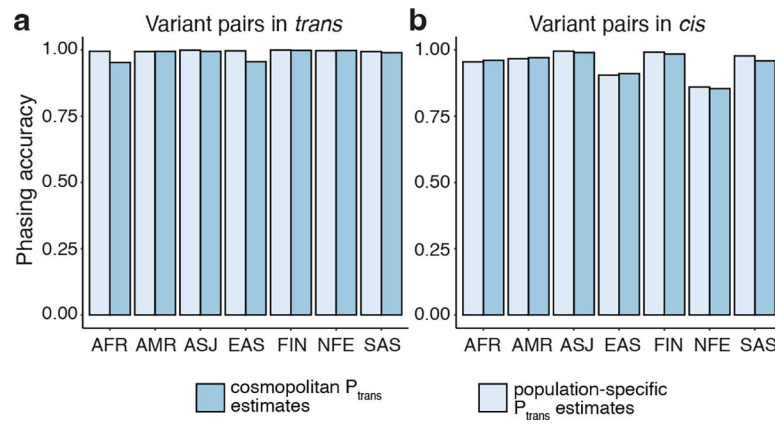 a Variant pairs in trans
b Variant pairs in cis
Phasing accuracy
1.00
0.75
0.50
0.25
0.00
1.00
0.75
0.50
0.25
0.00
AFR AMR ASJ EAS FIN NFE SAS
AFR AMR ASJ EAS FIN NFE SAS
cosmopolitan Ptrans
estimates
population-specific
Ptrans estimates